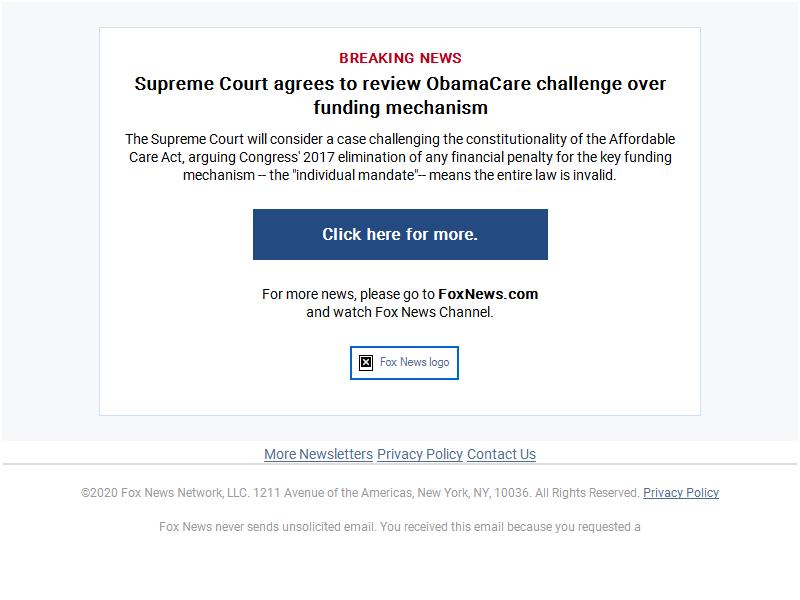 BREAKING NEWS
Supreme Court agrees to review ObamaCare challenge over
funding mechanism
The Supreme Court will consider a case challenging the constitutionality of the Affordable
Care Act, arguing Congress' 2017 elimination of any financial penalty for the key funding
mechanism -- the "individual mandate"-- means the entire law is invalid.
Click here for more.
For more news, please go to FoxNews.com
and watch Fox News Channel.
Fox News logo
More Newsletters Privacy Policy Contact Us
©2020 Fox News Network, LLC. 1211 Avenue of the Americas, New York, NY, 10036. All Rights Reserved. Privacy Policy
Fox News never sends unsolicited email. You received this email because you requested a